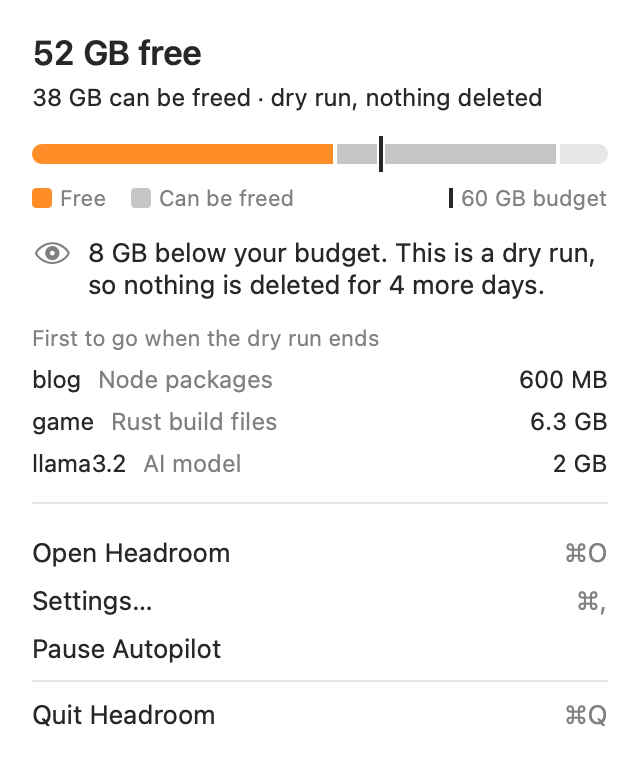 52 GB free
38 GB can be freed · dry run, nothing deleted
Free Can be freed 60 GB budget
8 GB below your budget. This is a dry run,
so nothing is deleted for 4 more days.
First to go when the dry run ends
blog Node packages 600 MB
game Rust build files 6.3 GB
llama3.2 AI model 2 GB
Open Headroom ⌘O
Settings... ⌘,
Pause Autopilot
Quit Headroom ⌘Q